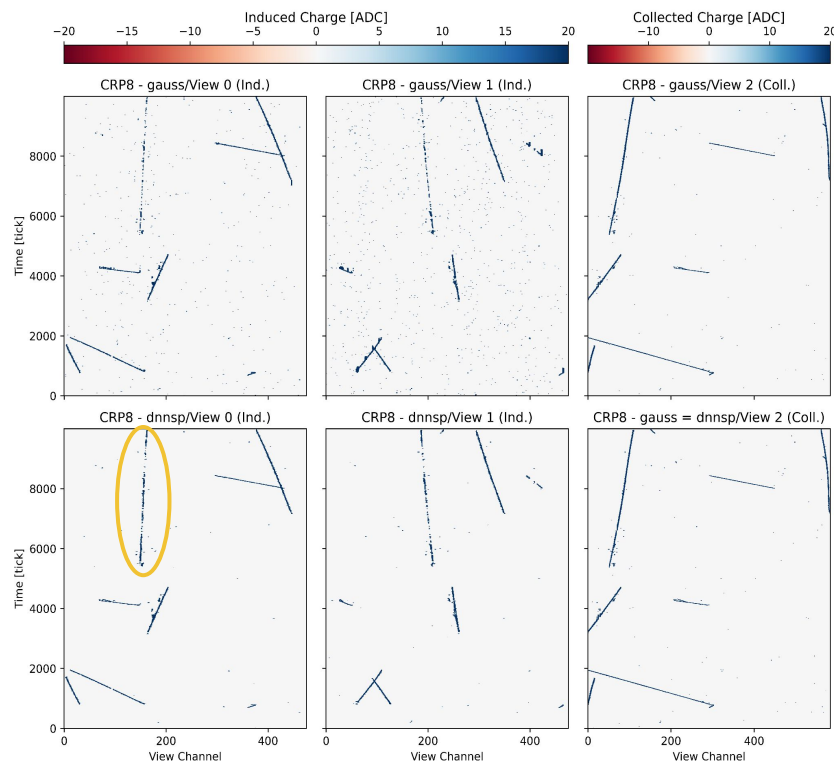 Induced Charge [ADC]
−20 −15 −10 −5 0 5 10 15 20
Collected Charge [ADC]
−10 0 10 20
CRP8 - gauss/View 0 (Ind.)
CRP8 - gauss/View 1 (Ind.)
CRP8 - gauss/View 2 (Coll.)
Time [tick]
8000
6000
4000
2000
0
CRP8 - dnnsp/View 0 (Ind.)
CRP8 - dnnsp/View 1 (Ind.)
CRP8 - gauss = dnnsp/View 2 (Coll.)
Time [tick]
8000
6000
4000
2000
0
0 200 400
200 400
0 200 400
View Channel
View Channel
View Channel